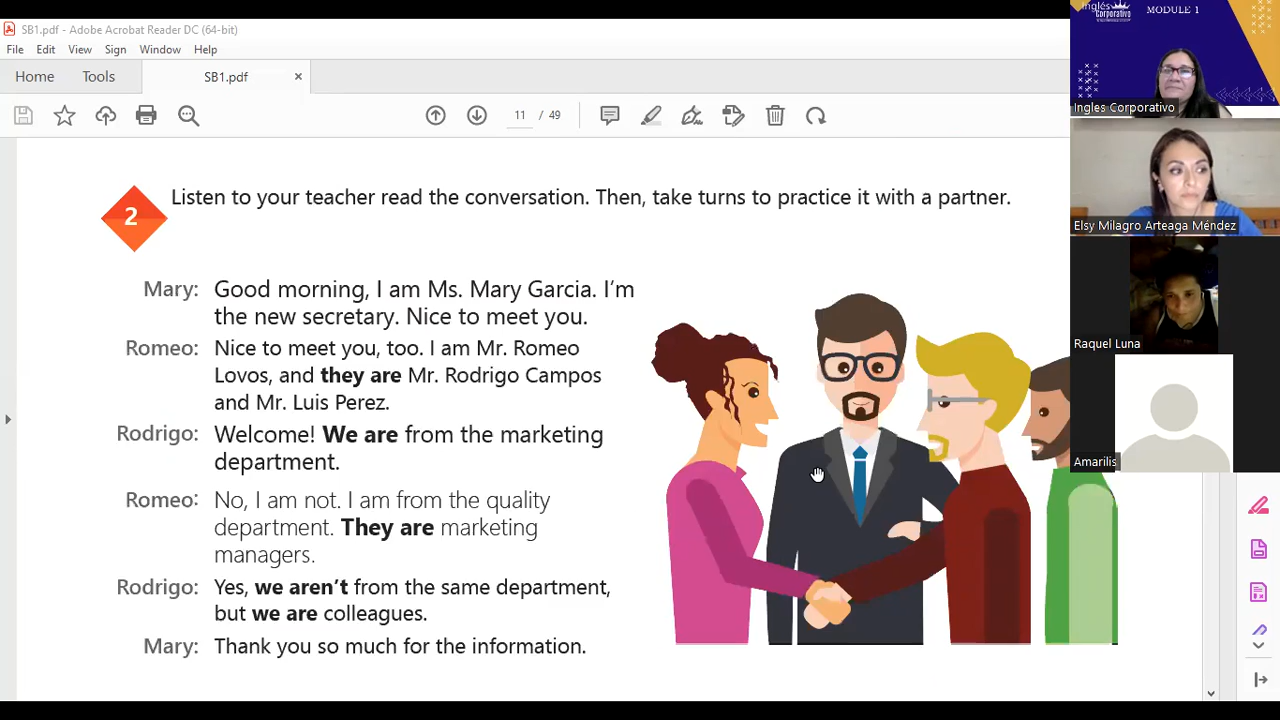 SB1.pdf - Adobe Acrobat Reader DC (64-bit)
File Edit View Sign Window Help
Home Tools SB1.pdf ×
11 / 49
Inglés
Corporativo
MODULE 1
Ingles Corporativo
Elsy Milagro Arteaga Méndez
Raquel Luna
Amarilis
2
Listen to your teacher read the conversation. Then, take turns to practice it with a partner.
Mary: Good morning, I am Ms. Mary Garcia. I’m
the new secretary. Nice to meet you.
Romeo: Nice to meet you, too. I am Mr. Romeo
Lovos, and they are Mr. Rodrigo Campos
and Mr. Luis Perez.
Rodrigo: Welcome! We are from the marketing
department.
Romeo: No, I am not. I am from the quality
department. They are marketing
managers.
Rodrigo: Yes, we aren’t from the same department,
but we are colleagues.
Mary: Thank you so much for the information.